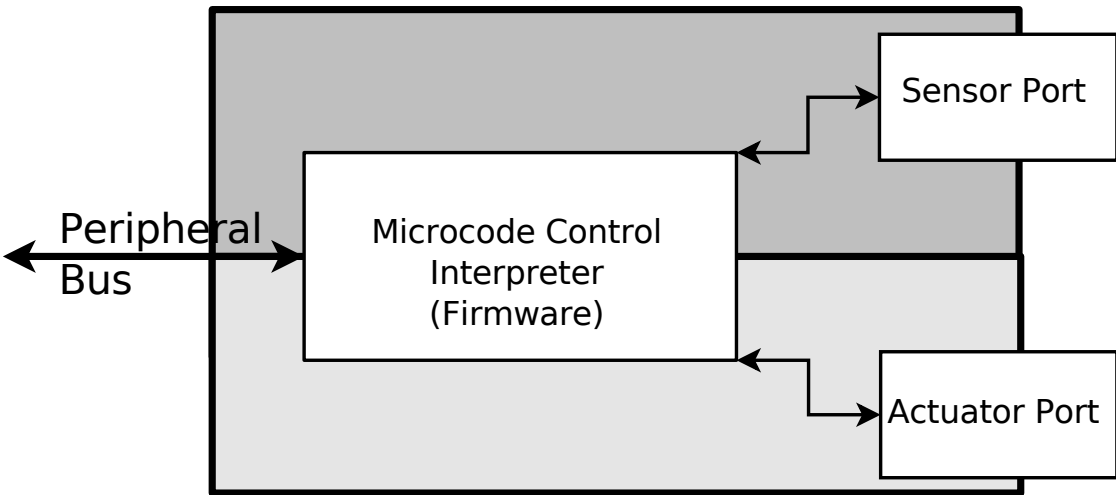 Sensor Port
Peripheral
Bus
Microcode Control
Interpreter
(Firmware)
Actuator Port